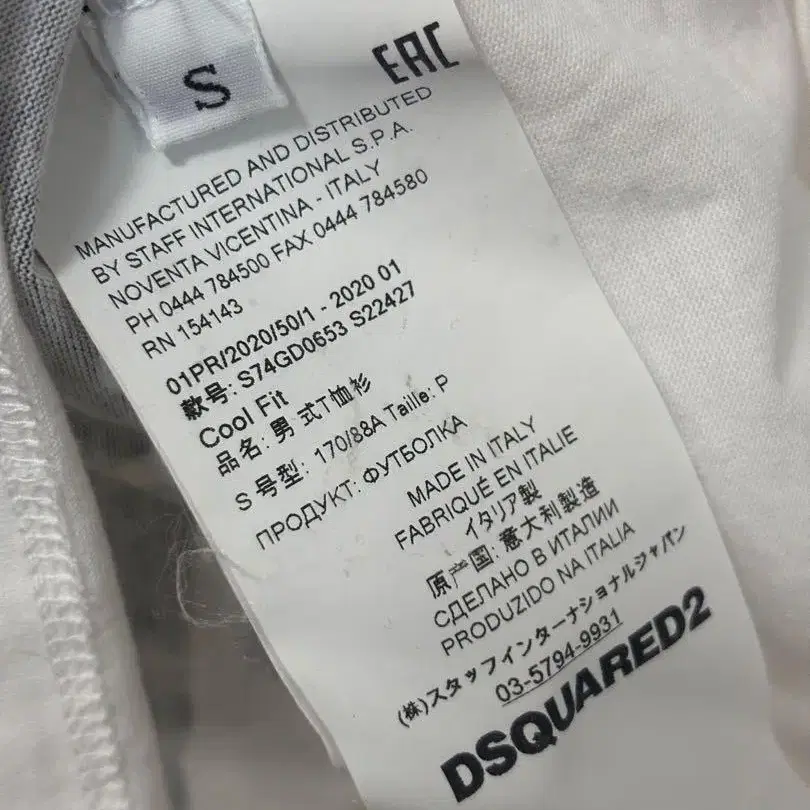 S
EAC
MANUFACTURED AND DISTRIBUTED
BY STAFF INTERNATIONAL S.P.A.
NOVENTA VICENTINA - ITALY
PH 0444 784500 FAX 0444 784580
RN 154143
01PR/2020/50/1 - 2020 01
款号: S74GD0653 S22427
Cool Fit
品名: 男 式T恤衫
S 号型: 170/88A Taille: P
ПРОДУКТ: ФУТБОЛКА
MADE IN ITALY
FABRIQUÉ EN ITALIE
イタリア製
原产国: 意大利製造
СДЕЛАНО В ИТАЛИИ
PRODUZIDO NA ITALIA
(株)スタッフインターナショナルジャパン
03-5794-9931
DSQUARED2